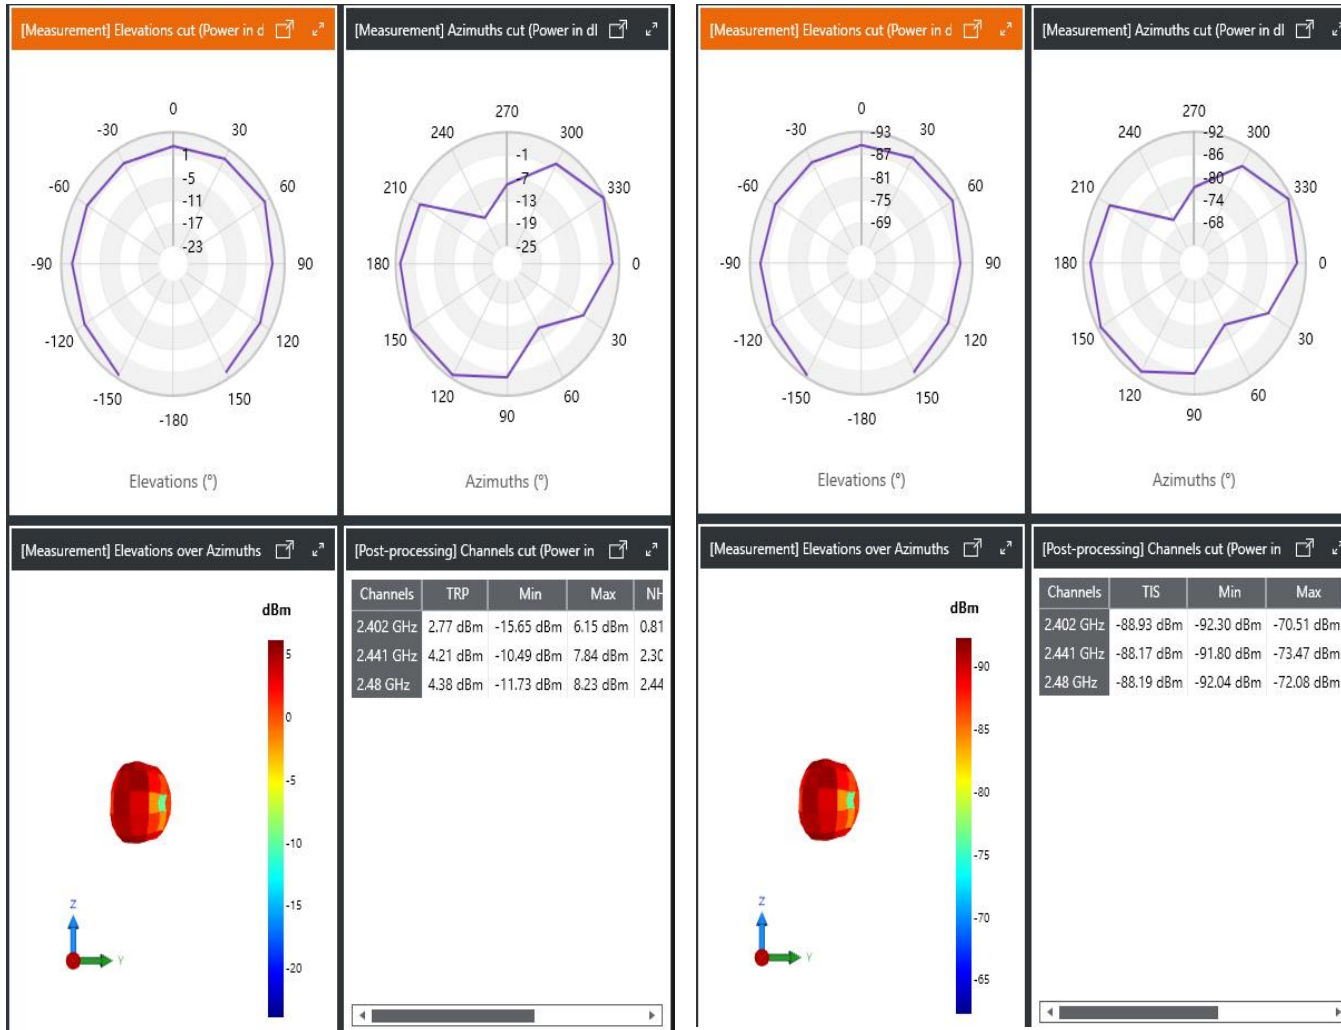 [Measurement] Elevations cut (Power in d
[Measurement] Azimuths cut (Power in dl
[Measurement] Elevations cut (Power in d
[Measurement] Azimuths cut (Power in dl
0
-30 30
-60 60
-90 90
-120 120
-150 150
-180
1
-5
-11
-17
-23
Elevations (°)
270
240 300
210 330
180 0
150 30
120 60
90
-1
-7
-13
-19
-25
Azimuths (°)
0
-30 30
-60 60
-90 90
-120 120
-150 150
-180
-93
-87
-81
-75
-69
Elevations (°)
270
240 300
210 330
180 0
150 30
120 60
90
-92
-86
-80
-74
-68
Azimuths (°)
[Measurement] Elevations over Azimuths
dBm
5
0
-5
-10
-15
-20
Z
Y
[Post-processing] Channels cut (Power in
Channels TRP Min Max NH
2.402 GHz 2.77 dBm -15.65 dBm 6.15 dBm 0.81
2.441 GHz 4.21 dBm -10.49 dBm 7.84 dBm 2.30
2.48 GHz 4.38 dBm -11.73 dBm 8.23 dBm 2.44
[Measurement] Elevations over Azimuths
dBm
-90
-85
-80
-75
-70
-65
Z
Y
[Post-processing] Channels cut (Power in
Channels TIS Min Max
2.402 GHz -88.93 dBm -92.30 dBm -70.51 dBm
2.441 GHz -88.17 dBm -91.80 dBm -73.47 dBm
2.48 GHz -88.19 dBm -92.04 dBm -72.08 dBm